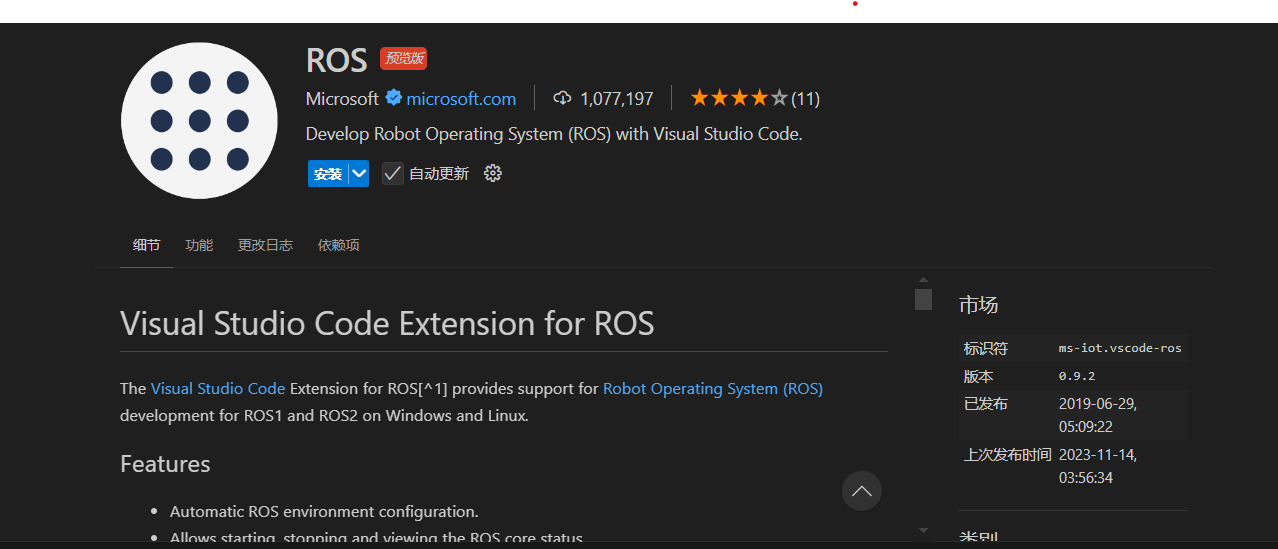 ROS 预览版
Microsoft microsoft.com 1,077,197 (11)
Develop Robot Operating System (ROS) with Visual Studio Code.
安装 自动更新
细节 功能 更改日志 依赖项
Visual Studio Code Extension for ROS
The Visual Studio Code Extension for ROS[^1] provides support for Robot Operating System (ROS)
development for ROS1 and ROS2 on Windows and Linux.
Features
Automatic ROS environment configuration.
Allows starting, stopping and viewing the ROS core status
市场
标识符 ms-iot.vscode-ros
版本 0.9.2
已发布 2019-06-29,
05:09:22
上次发布时间 2023-11-14,
03:56:34
类别